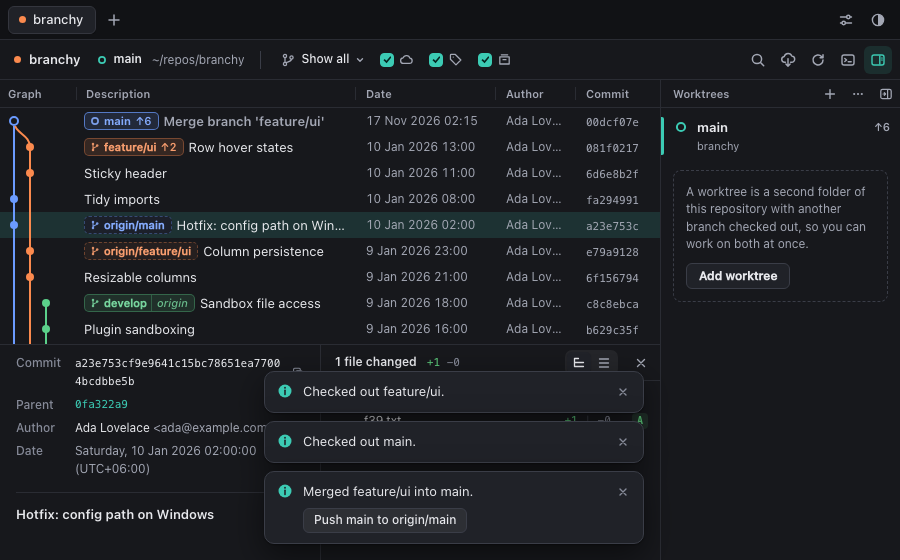 branchy
branchy main ~/repos/branchy Show all
Graph Description Date Author Commit
main ↑6 Merge branch 'feature/ui' 17 Nov 2026 02:15 Ada Lov... 00dcf07e
feature/ui ↑2 Row hover states 10 Jan 2026 13:00 Ada Lov... 081f0217
Sticky header 10 Jan 2026 11:00 Ada Lov... 6d6e8b2f
Tidy imports 10 Jan 2026 08:00 Ada Lov... fa294991
origin/main Hotfix: config path on Win... 10 Jan 2026 02:00 Ada Lov... a23e753c
origin/feature/ui Column persistence 9 Jan 2026 23:00 Ada Lov... e79a9128
Resizable columns 9 Jan 2026 21:00 Ada Lov... 6f156794
develop origin Sandbox file access 9 Jan 2026 18:00 Ada Lov... c8c8ebca
Plugin sandboxing 9 Jan 2026 16:00 Ada Lov... b629c35f
Worktrees
main ↑6
branchy
A worktree is a second folder of
this repository with another
branch checked out, so you can
work on both at once.
Add worktree
Commit a23e753cf9e9641c15bc78651ea7700
4bcdbbe5b
Parent 0fa322a9
Author Ada Lovelace <ada@example.com
Date Saturday, 10 Jan 2026 02:00:00
(UTC+06:00)
Hotfix: config path on Windows
1 file changed +1 −0
Checked out feature/ui.
Checked out main.
Merged feature/ui into main.
Push main to origin/main